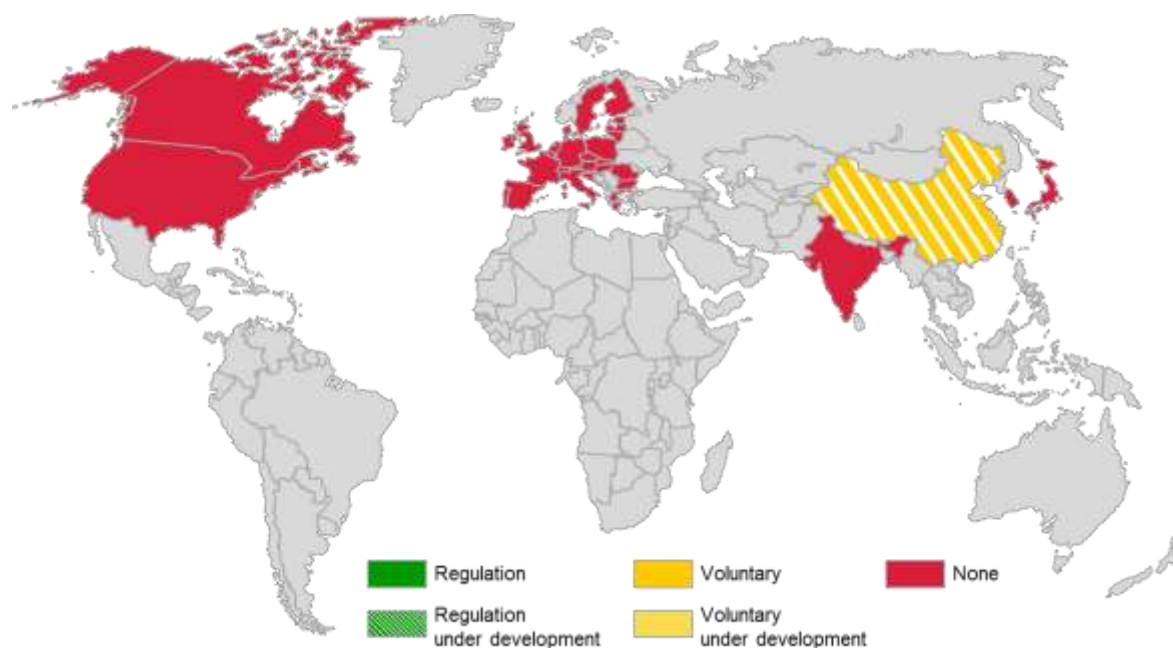 Regulation
Voluntary
None
Regulation
under development
Voluntary
under development